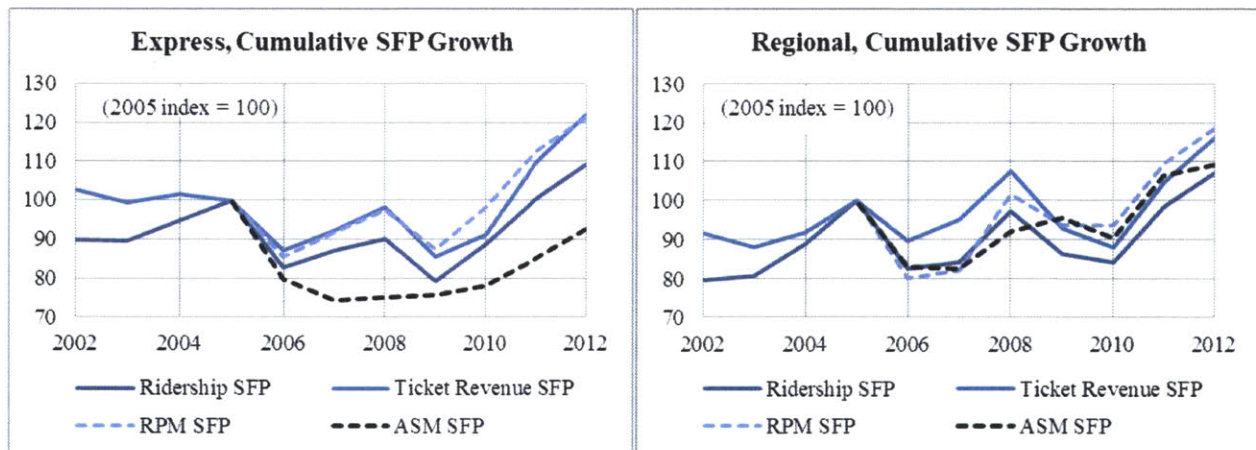 Express, Cumulative SFP Growth
(2005 index = 100)
130
120
110
100
90
80
70
2002 2004 2006 2008 2010 2012
Ridership SFP Ticket Revenue SFP
RPM SFP ASM SFP
Regional, Cumulative SFP Growth
(2005 index = 100)
130
120
110
100
90
80
70
2002 2004 2006 2008 2010 2012
Ridership SFP Ticket Revenue SFP
RPM SFP ASM SFP